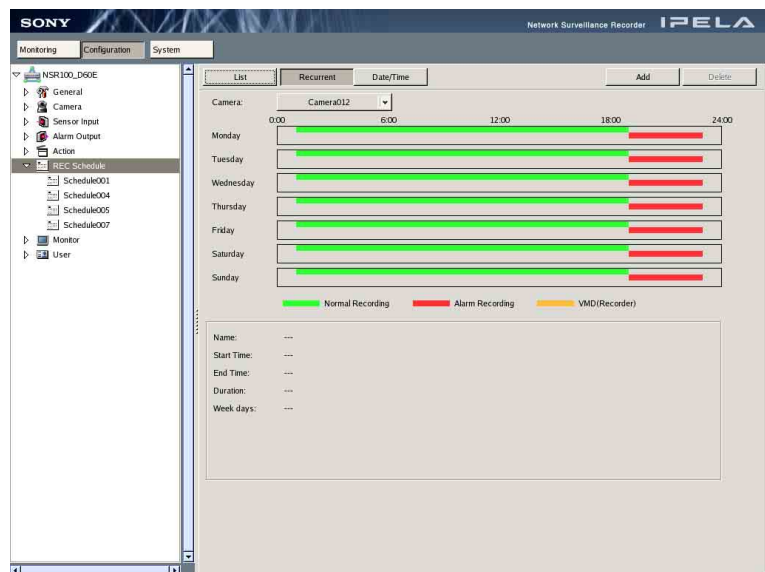 SONY
Network Surveillance Recorder IPELA
Monitoring Configuration System
NSR100_D60E
General
Camera
Sensor Input
Alarm Output
Action
REC Schedule
Schedule001
Schedule004
Schedule005
Schedule007
Monitor
User
List Recurrent Date/Time Add Delete
Camera: Camera012
0:00 6:00 12:00 18:00 24:00
Monday
Tuesday
Wednesday
Thursday
Friday
Saturday
Sunday
Normal Recording Alarm Recording VMD(Recorder)
Name: ---
Start Time: ---
End Time: ---
Duration: ---
Week days: ---